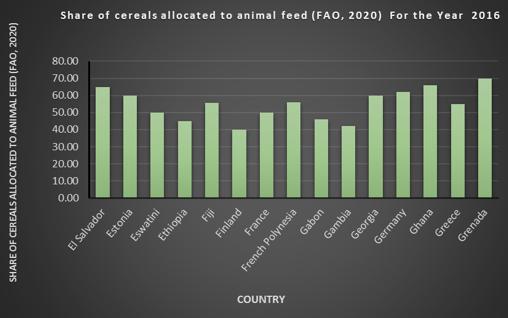 Share of cereals allocated to animal feed (FAO, 2020)  For the Year  2016
SHARE OF CEREALS ALLOCATED TO ANIMAL FEED (FAO, 2020)
80.00
70.00
60.00
50.00
40.00
30.00
20.00
10.00
0.00
El Salvador
Estonia
Eswatini
Ethiopia
Fiji
Finland
France
French Polynesia
Gabon
Gambia
Georgia
Germany
Ghana
Greece
Grenada
COUNTRY